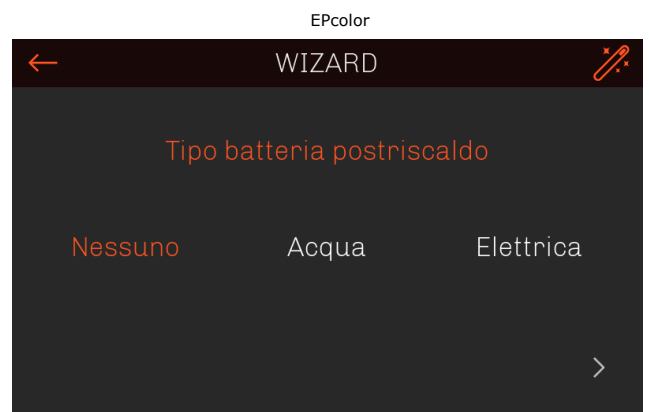 EPcolor
WIZARD
Tipo batteria postriscaldo
Nessuno Acqua Elettrica